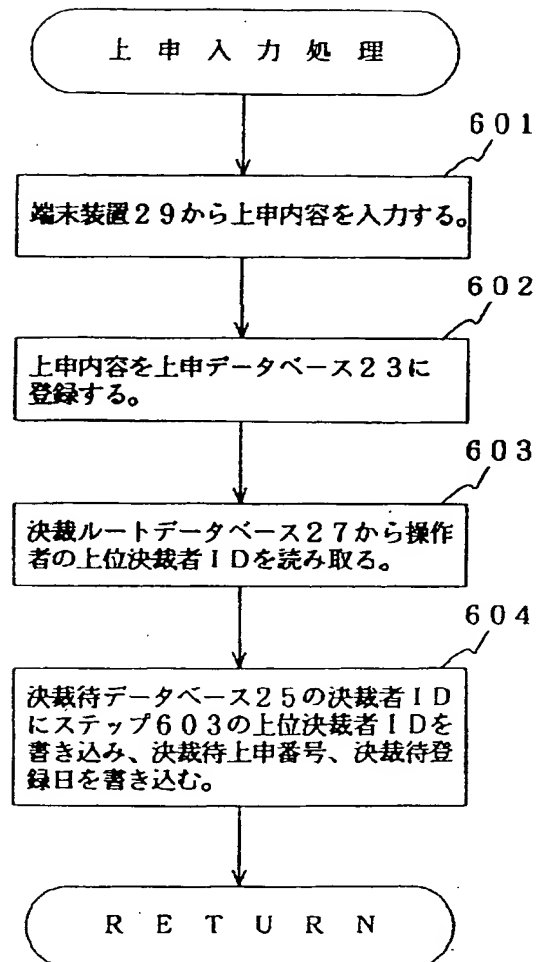 上申入力処理
601
端末装置29から上申内容を入力する。
602
上申内容を上申データベース23に
登録する。
603
決裁ルートデータベース27から操作
者の上位決裁者IDを読み取る。
604
決裁待データベース25の決裁者ID
にステップ603の上位決裁者IDを
書き込み、決裁待上申番号、決裁待登
録日を書き込む。
RETURN